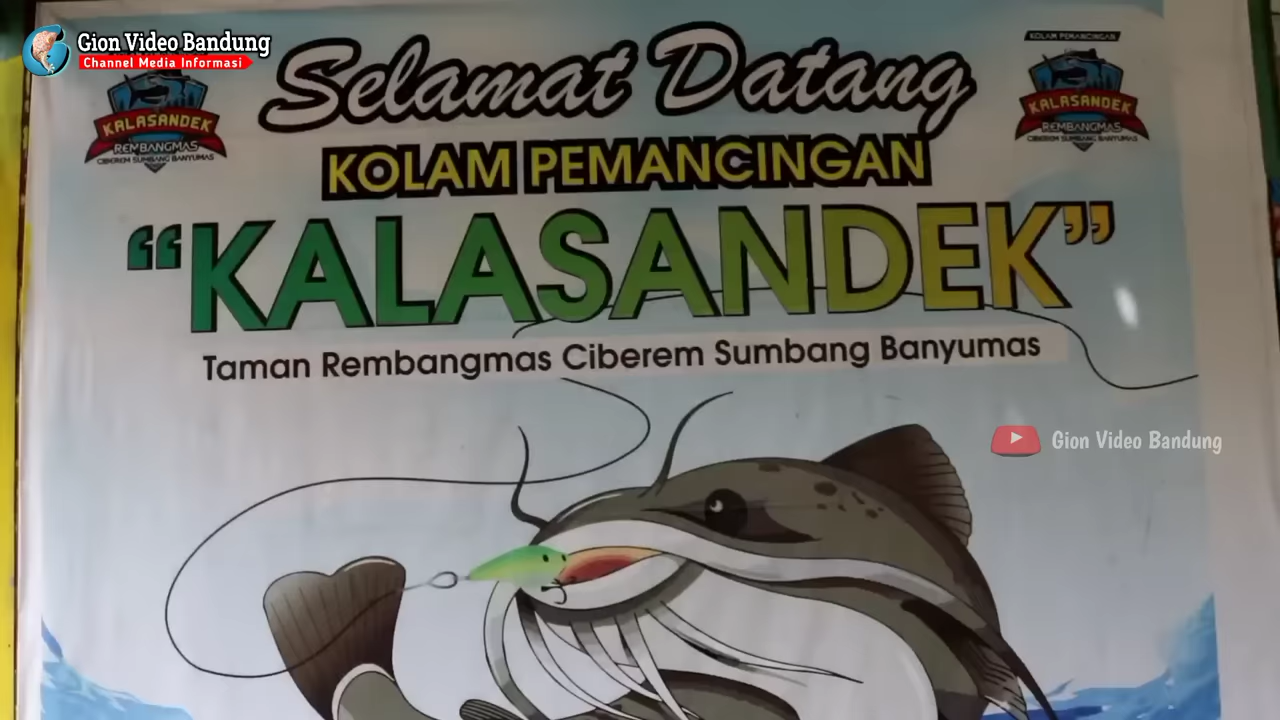 Gion Video Bandung
Channel Media Informasi
Selamat Datang
KOLAM PEMANCINGAN
KALASANDEK
REMBANGMAS
CIBEREM SUMBANG BANYUMAS
KOLAM PEMANCINGAN
KALASANDEK
REMBANGMAS
CIBEREM SUMBANG BANYUMAS
“KALASANDEK”
Taman Rembangmas Ciberem Sumbang Banyumas
Gion Video Bandung